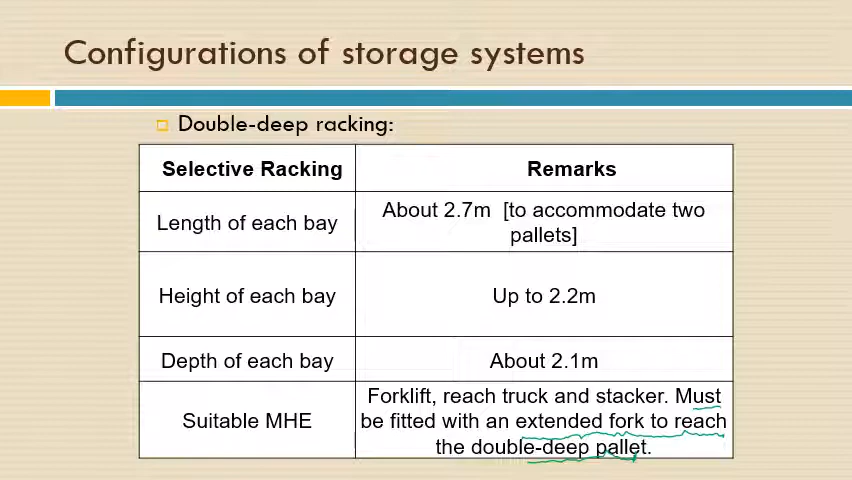 Configurations of storage systems
Double-deep racking:
Selective Racking
Remarks
Length of each bay
About 2.7m [to accommodate two
pallets]
Height of each bay
Up to 2.2m
Depth of each bay
About 2.1m
Suitable MHE
Forklift, reach truck and stacker. Must
be fitted with an extended fork to reach
the double-deep pallet.